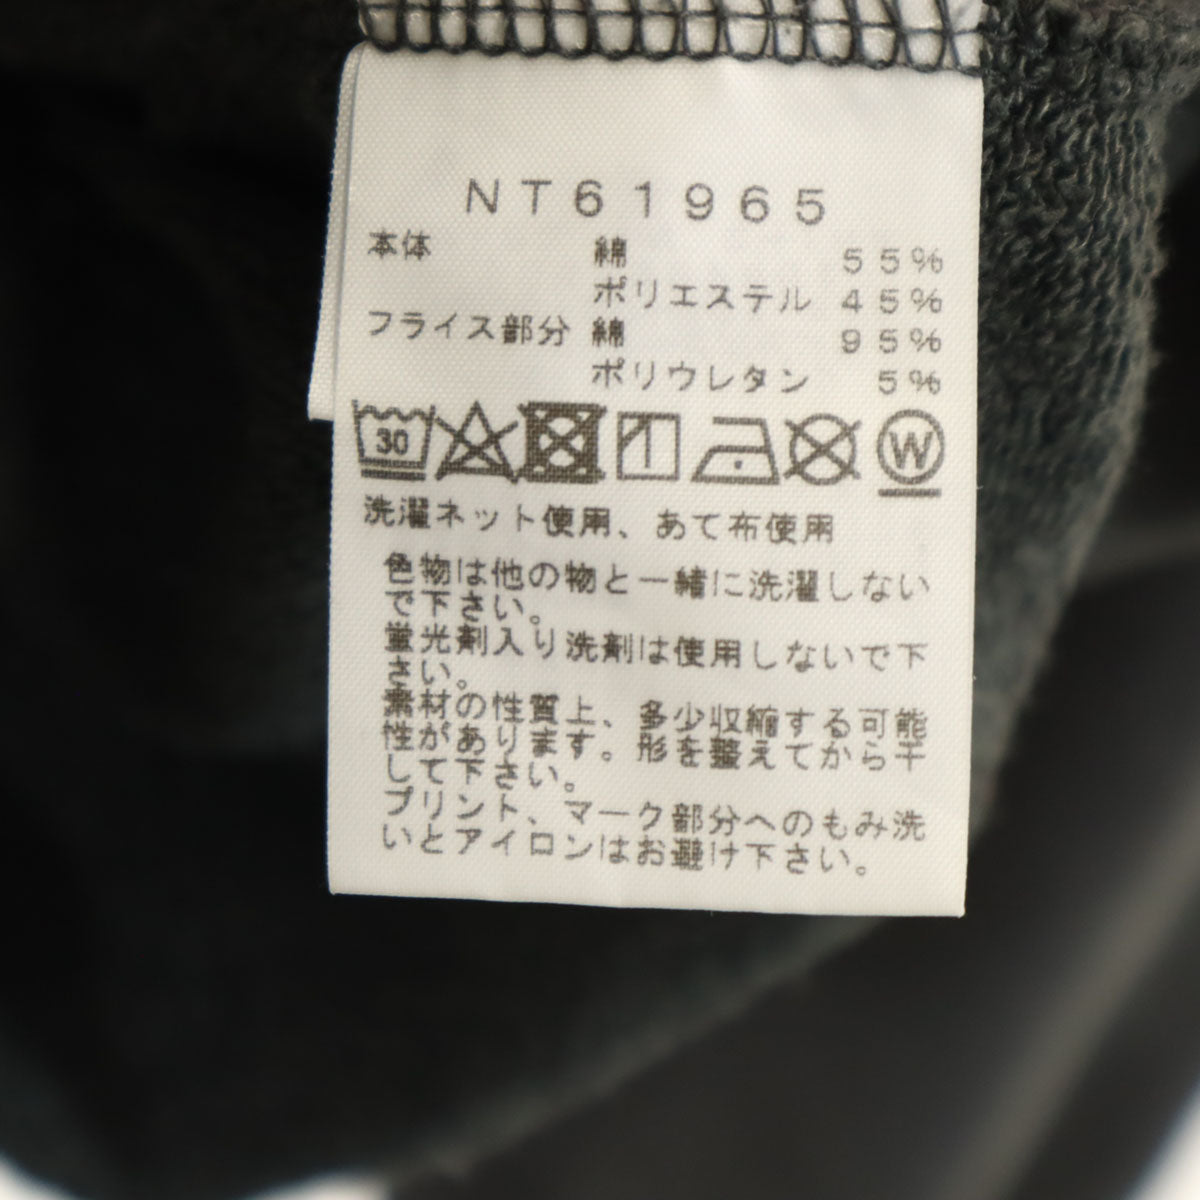 NT61965
本体 綿 55%
ポリエステル 45%
フライス部分 綿 95%
ポリウレタン 5%
30 W
洗濯ネット使用、あて布使用
色物は他の物と一緒に洗濯しない
で下さい。
蛍光剤入り洗剤は使用しないで下
さい。
素材の性質上、多少収縮する可能
性があります。形を整えてから干
して下さい。
プリント、マーク部分へのもみ洗
いとアイロンはお避け下さい。